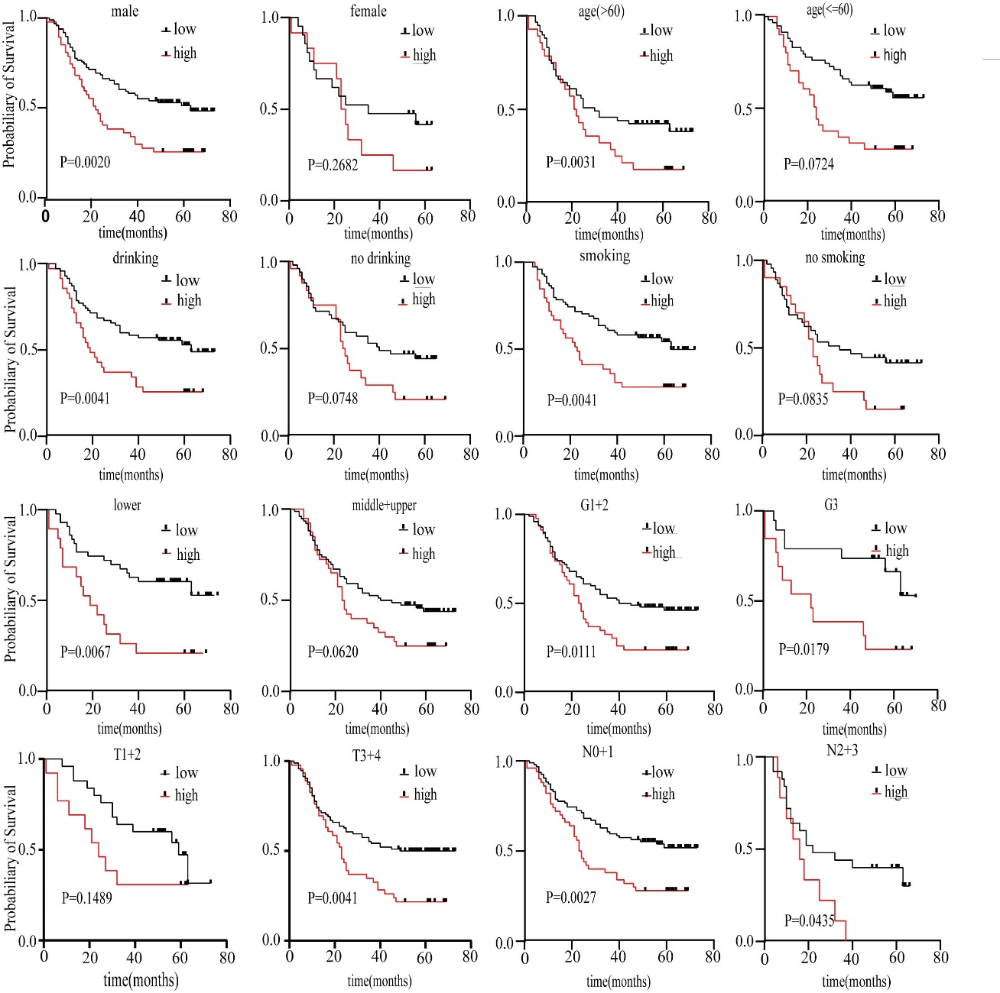 male
1.0
low
high
Probabiliary of Survival
0.5
P=0.0020
0.0
0 20 40 60 80
time(months)
female
1.0
low
high
0.5
P=0.2682
0.0
0 20 40 60 80
time(months)
age(>60)
1.0
low
high
0.5
P=0.0031
0.0
0 20 40 60 80
time(months)
age(<=60)
1.0
low
high
0.5
P=0.0724
0.0
0 20 40 60 80
time(months)
drinking
1.0
low
high
Probabiliary of Survival
0.5
P=0.0041
0.0
0 20 40 60 80
time(months)
no drinking
1.0
low
high
0.5
P=0.0748
0.0
0 20 40 60 80
time(months)
smoking
1.0
low
high
0.5
P=0.0041
0.0
0 20 40 60 80
time(months)
no smoking
1.0
low
high
0.5
P=0.0835
0.0
0 20 40 60 80
time(months)
lower
1.0
low
high
Probabiliary of Survival
0.5
P=0.0067
0.0
0 20 40 60 80
time(months)
middle+upper
1.0
low
high
0.5
P=0.0620
0.0
0 20 40 60 80
time(months)
G1+2
1.0
low
high
0.5
P=0.0111
0.0
0 20 40 60 80
time(months)
G3
1.0
low
high
0.5
P=0.0179
0.0
0 20 40 60 80
time(months)
T1+2
1.0
low
high
Probabiliary of Survival
0.5
P=0.1489
0.0
0 20 40 60 80
time(months)
T3+4
1.0
low
high
0.5
P=0.0041
0.0
0 20 40 60 80
time(months)
N0+1
1.0
low
high
0.5
P=0.0027
0.0
0 20 40 60 80
time(months)
N2+3
1.0
low
high
0.5
P=0.0435
0.0
0 20 40 60 80
time(months)